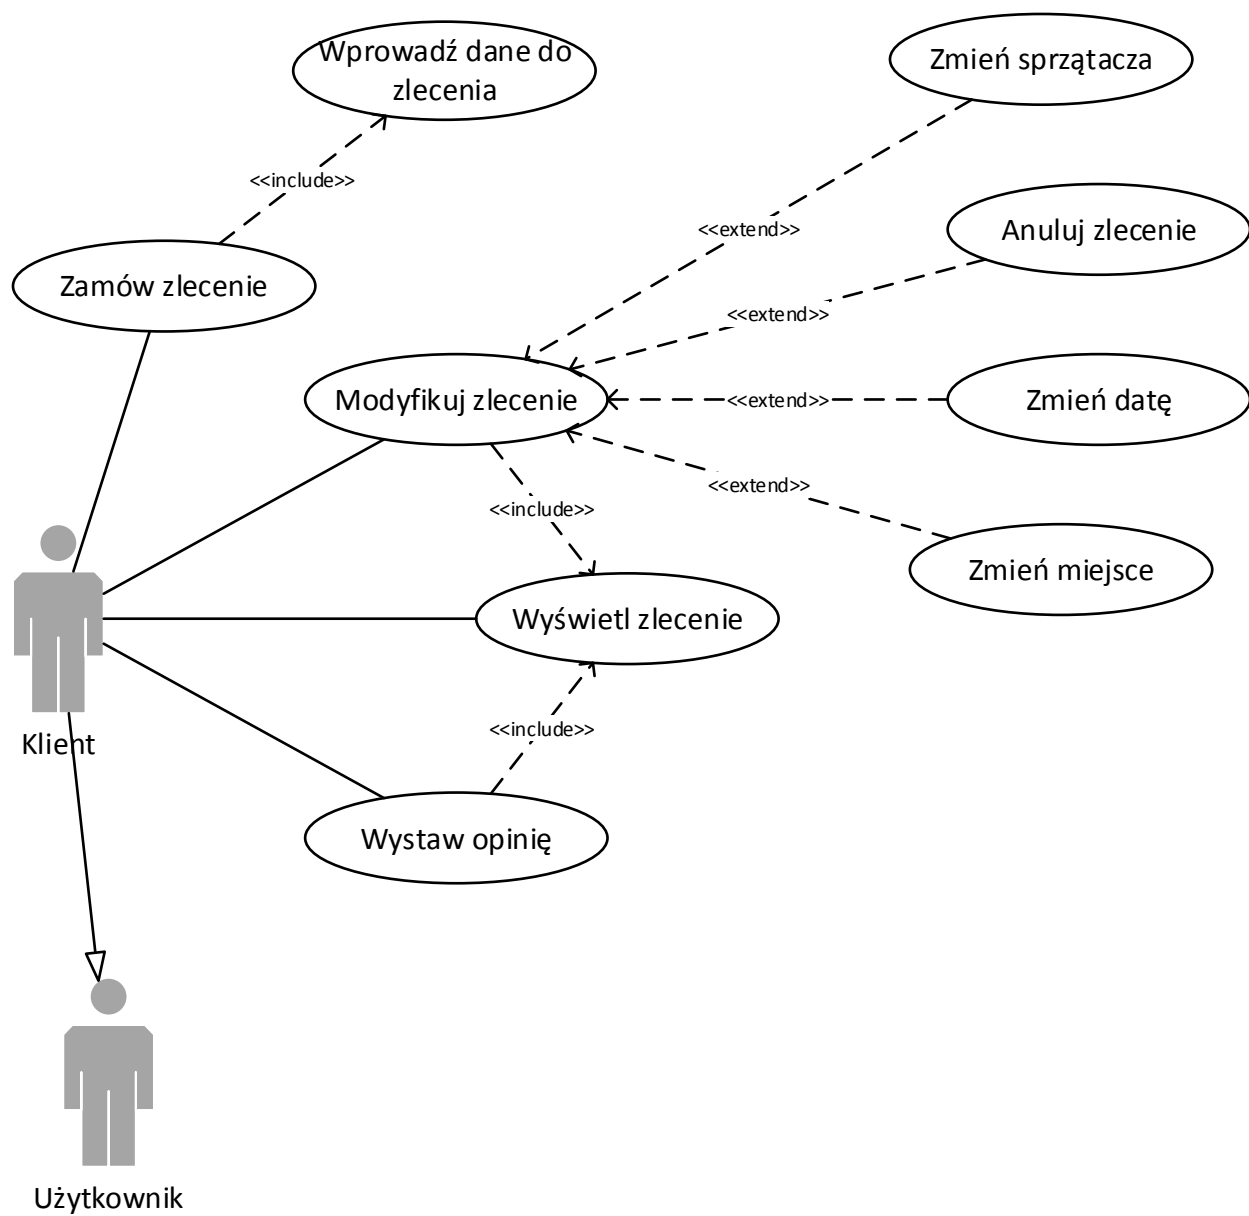 Wprowadź dane do
zlecenia
Zmień sprzątacza
<<include>>
<<extend>>
Anuluj zlecenie
Zamów zlecenie
<<extend>>
Modyfikuj zlecenie
<<extend>>
Zmień datę
<<extend>>
<<include>>
Zmień miejsce
Wyświetl zlecenie
<<include>>
Klient
Wystaw opinię
Użytkownik